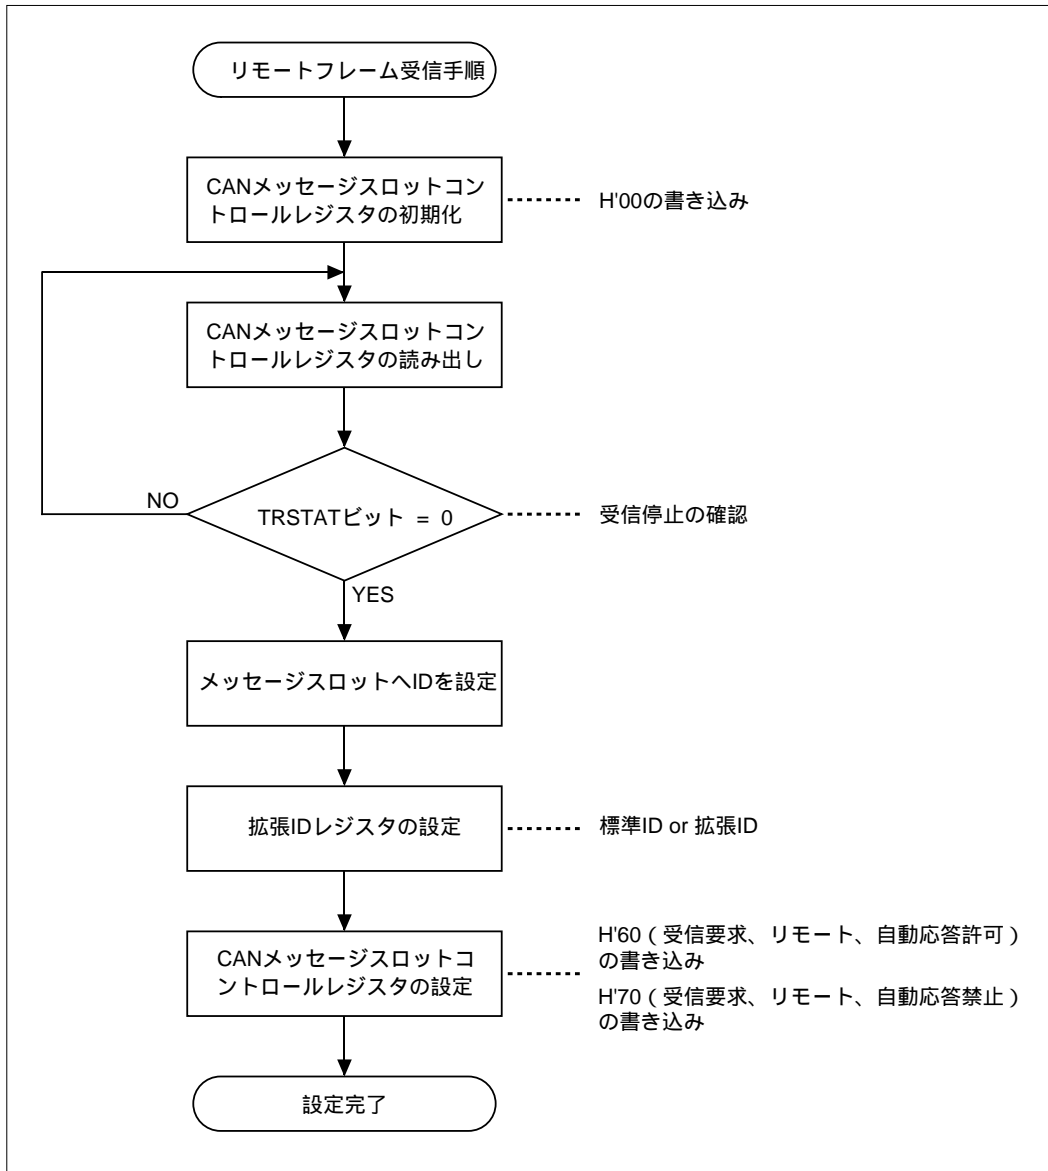 リモートフレーム受信手順
CANメッセージスロットコン
トロールレジスタの初期化
H'00の書き込み
CANメッセージスロットコン
トロールレジスタの読み出し
NO
TRSTATビット = 0
受信停止の確認
YES
メッセージスロットへIDを設定
拡張IDレジスタの設定
標準ID or 拡張ID
CANメッセージスロットコ
ントロールレジスタの設定
H'60 ( 受信要求、リモート、自動応答許可 )
の書き込み
H'70 ( 受信要求、リモート、自動応答禁止 )
の書き込み
設定完了